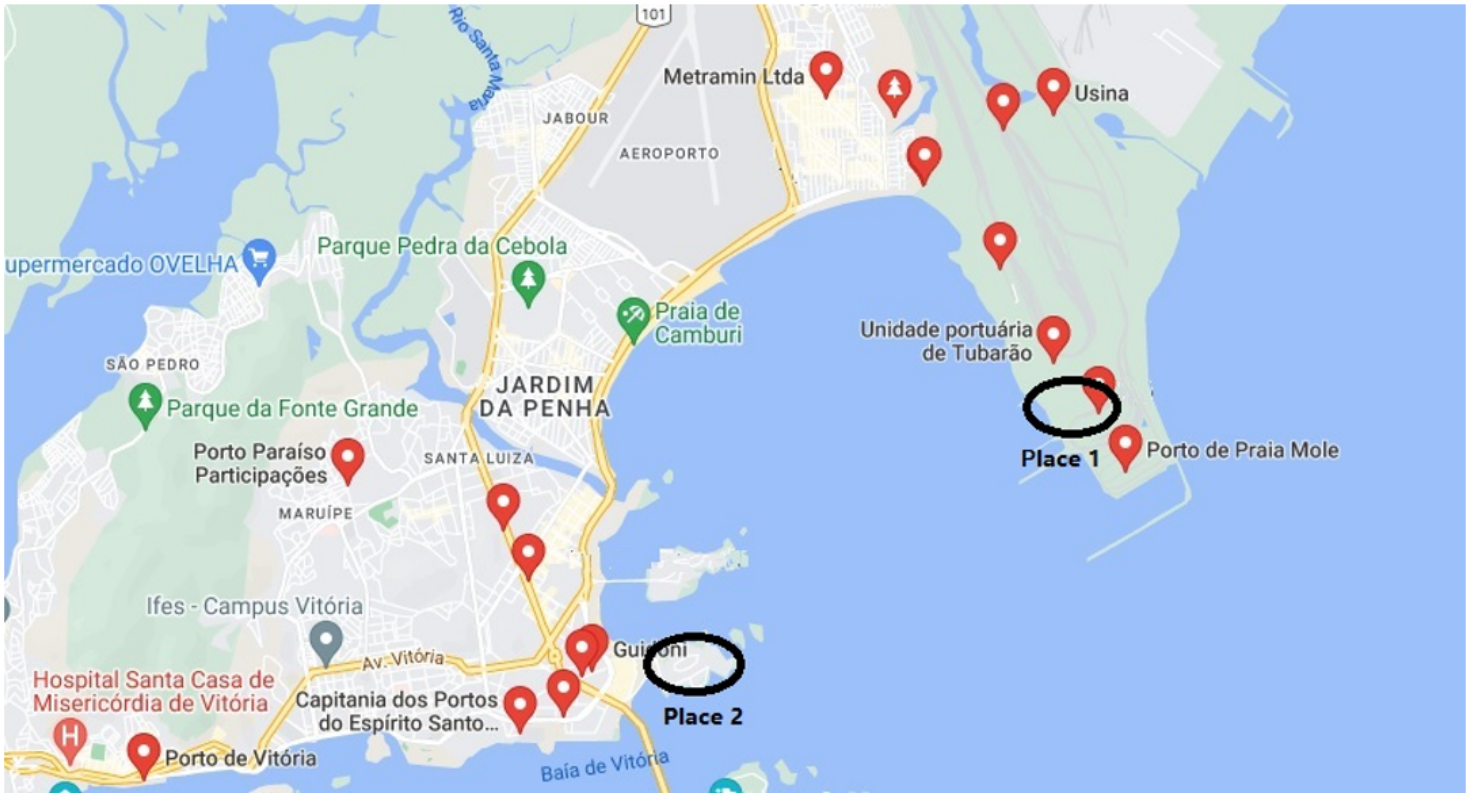 101
Rio Santa Maria
Metramin Ltda
Usina
JABOUR
AEROPORTO
Parque Pedra da Cebola
upermercado OVELHA
Praia de
Camburi
Unidade portuária
de Tubarão
SÃO PEDRO
JARDIM
DA PENHA
Parque da Fonte Grande
Porto Paraíso
Participações
SANTA LUIZA
Place 1
Porto de Praia Mole
MARUÍPE
Ifes - Campus Vitória
Guidoni
Av. Vitória
Hospital Santa Casa de
Misericórdia de Vitória
Capitania dos Portos
do Espírito Santo...
Place 2
H
Porto de Vitória
Baía de Vitória